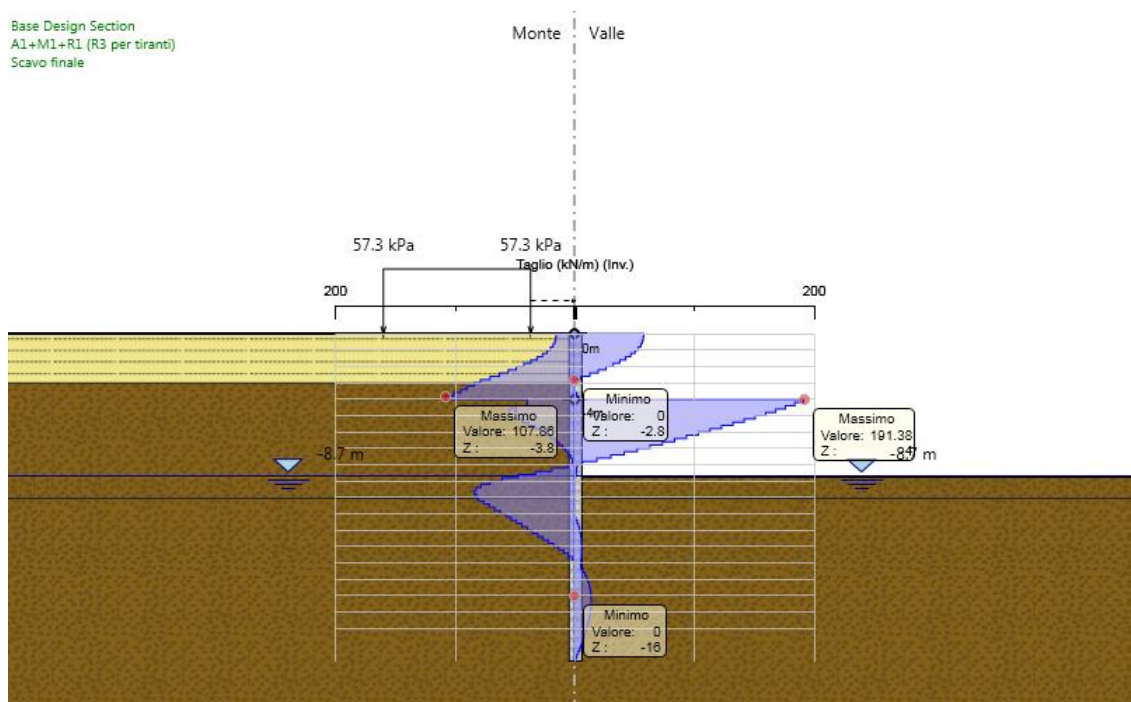 Base Design Section
A1+M1+R1 (R3 per tiranti)
Scavo finale
Monte
Valle
57.3 kPa
57.3 kPa
Taglio (kN/m) (Inv.)
200
200
0m
Minimo
Valore: 0
Z : -2.8
Massimo
Valore: 107.86
Z : -3.8
Massimo
Valore: 191.38
Z :
-8.7 m
-8.7 m
Minimo
Valore: 0
Z : -16